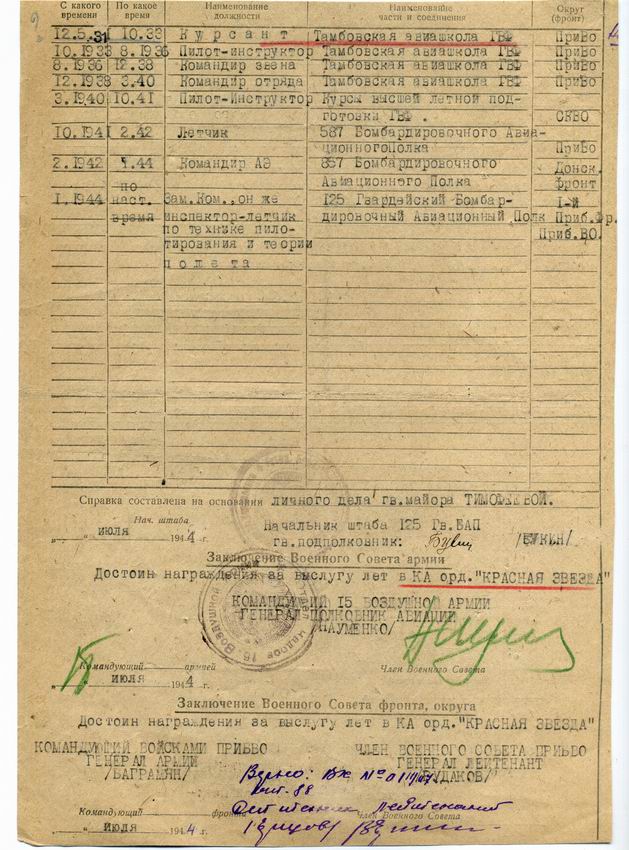 С какого времени По какое время Наименование должности Наименование части и соединения Округ (фронт)
12.5.31 10.33 Курсант Тамбовская авиашкола ГВФ ПриВо
10.1933 8.1936 Пилот-инструктор Тамбовская авиашкола ГВФ ПриВо
8.1936 12.38 Командир звена Тамбовская авиашкола ГВФ ПриВо
12.1938 3.40 Командир отряда Тамбовская авиашкола ГВФ ПриВо
3.1940 10.41 Пилот-Инструктор Курсы высшей летной под-
готовки ГВФ. СКВО
10.1941 2.42 Летчик 587 Бомбардировочного Авиа-
ционногополка ПриВо
2.1942 1.44 Командир АЭ 587 Бомбардировочного Донск.
Авиационного Полка фронт
1.1944 по наст. время Зам.Ком., он же 125 Гвардейский Бомбар- 1-й
инспектор-летчик дировочный Авиационный Полк Приб.Фр.
по технике пило- Приб.ВО.
тирования и теории
полета
Справка составлена на основании личного дела гв.майора ТИМОФЕЕВОЙ.
Нач. штаба Начальник штаба 125 Гв.БАП
"   " июля 1944 г. гв.подполковник: /БУКИН/
Заключение Военного Совета армии
Достоин награждения за выслугу лет в КА орд."КРАСНАЯ ЗВЕЗДА"
КОМАНДУЮЩИЙ 15 ВОЗДУШНОЙ АРМИИ
ГЕНЕРАЛ-ПОЛКОВНИК АВИАЦИИ
/НАУМЕНКО/
Командующий армией Член Военного Совета
"   " июля 1944 г.
Заключение Военного Совета фронта, округа
Достоин награждения за выслугу лет в КА орд."КРАСНАЯ ЗВЕЗДА"
КОМАНДУЮЩИЙ ВОЙСКАМИ ПРИБВО ЧЛЕН ВОЕННОГО СОВЕТА ПРИБВО
ГЕНЕРАЛ АРМИИ ГЕНЕРАЛ ЛЕЙТЕНАНТ
/БАГРАМЯН/ /РУДАКОВ/
Верно:
Командующий фронтом Член Военного Совета
"   " июля 1944 г.